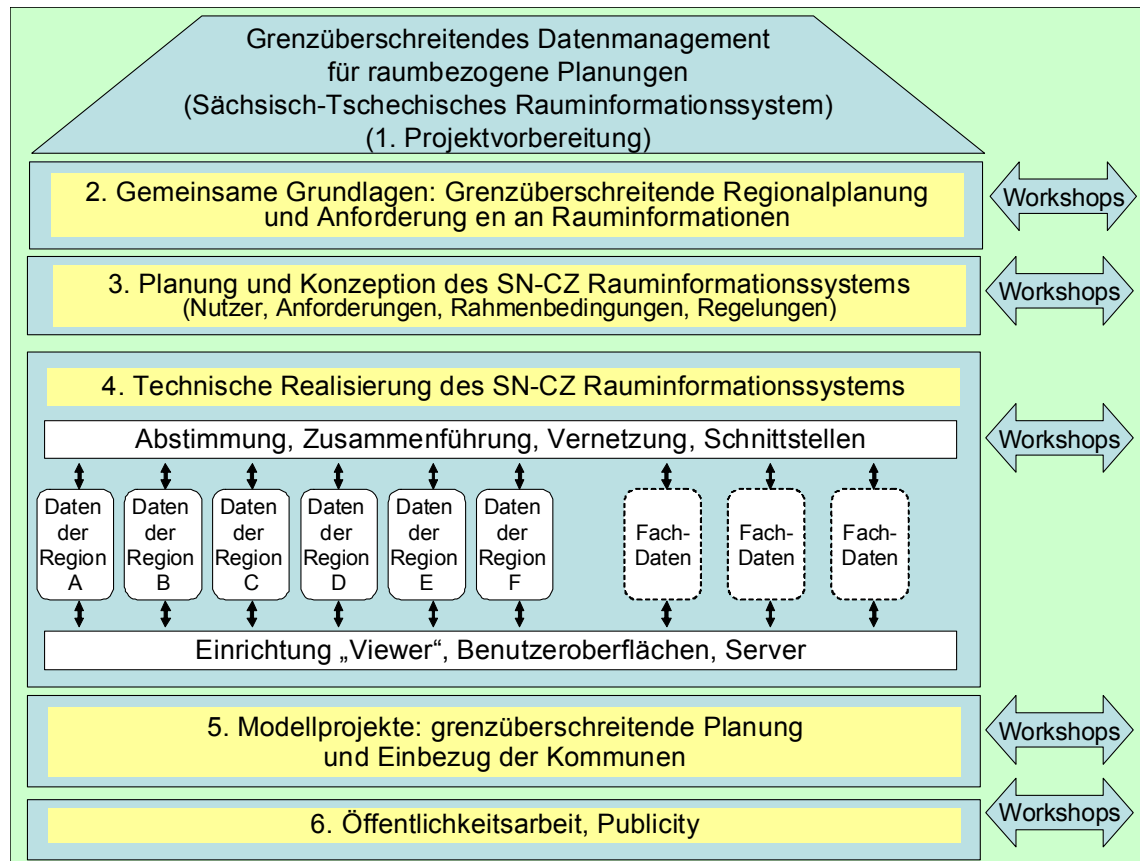 Grenzüberschreitendes Datenmanagement
für raumbezogene Planungen
(Sächsisch-Tschechisches Rauminformationssystem)
(1. Projektvorbereitung)
2. Gemeinsame Grundlagen: Grenzüberschreitende Regionalplanung
und Anforderung en an Rauminformationen
Workshops
3. Planung und Konzeption des SN-CZ Rauminformationssystems
(Nutzer, Anforderungen, Rahmenbedingungen, Regelungen)
Workshops
4. Technische Realisierung des SN-CZ Rauminformationssystems
Workshops
Abstimmung, Zusammenführung, Vernetzung, Schnittstellen
Daten
der
Region
A
Daten
der
Region
B
Daten
der
Region
C
Daten
der
Region
D
Daten
der
Region
E
Daten
der
Region
F
Fach-
Daten
Fach-
Daten
Fach-
Daten
Einrichtung „Viewer“, Benutzeroberflächen, Server
5. Modellprojekte: grenzüberschreitende Planung
und Einbezug der Kommunen
Workshops
6. Öffentlichkeitsarbeit, Publicity
Workshops